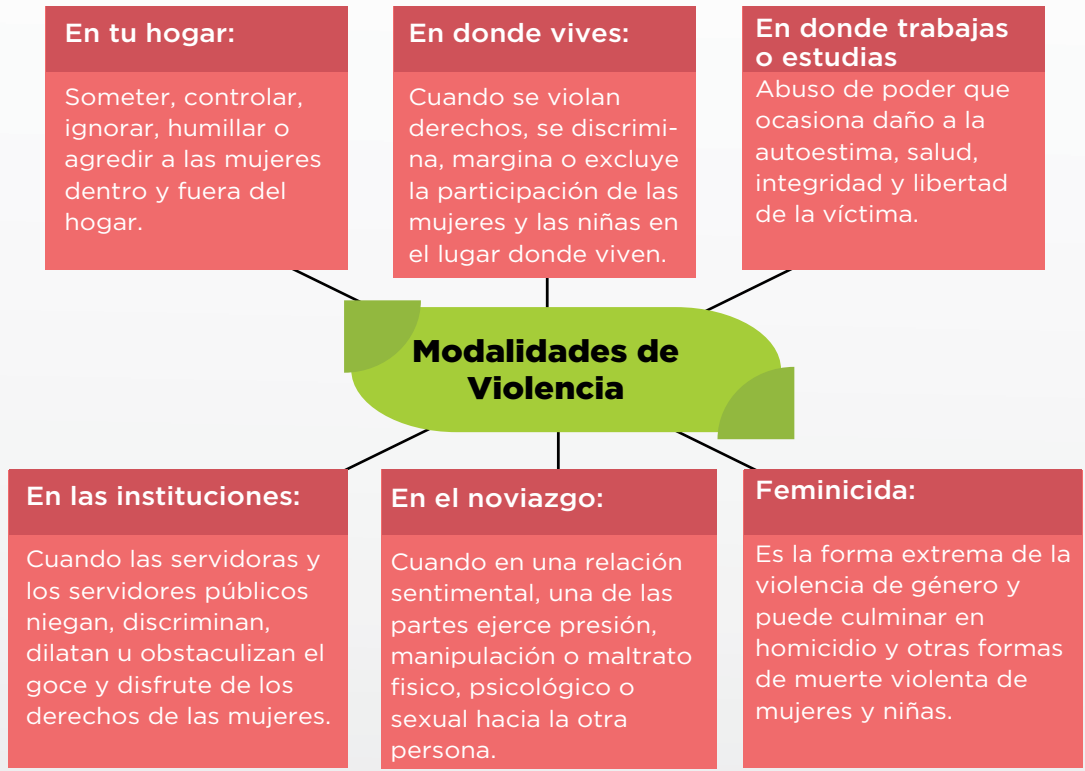 En tu hogar:
Someter, controlar,
ignorar, humillar o
agredir a las mujeres
dentro y fuera del
hogar.
En donde vives:
Cuando se violan
derechos, se discrimi-
na, margina o excluye
la participación de las
mujeres y las niñas en
el lugar donde viven.
En donde trabajas
o estudias
Abuso de poder que
ocasiona daño a la
autoestima, salud,
integridad y libertad
de la víctima.
Modalidades de
Violencia
En las instituciones:
Cuando las servidoras y
los servidores públicos
niegan, discriminan,
dilatan u obstaculizan el
goce y disfrute de los
derechos de las mujeres.
En el noviazgo:
Cuando en una relación
sentimental, una de las
partes ejerce presión,
manipulación o maltrato
fisico, psicológico o
sexual hacia la otra
persona.
Feminicida:
Es la forma extrema de la
violencia de género y
puede culminar en
homicidio y otras formas
de muerte violenta de
mujeres y niñas.